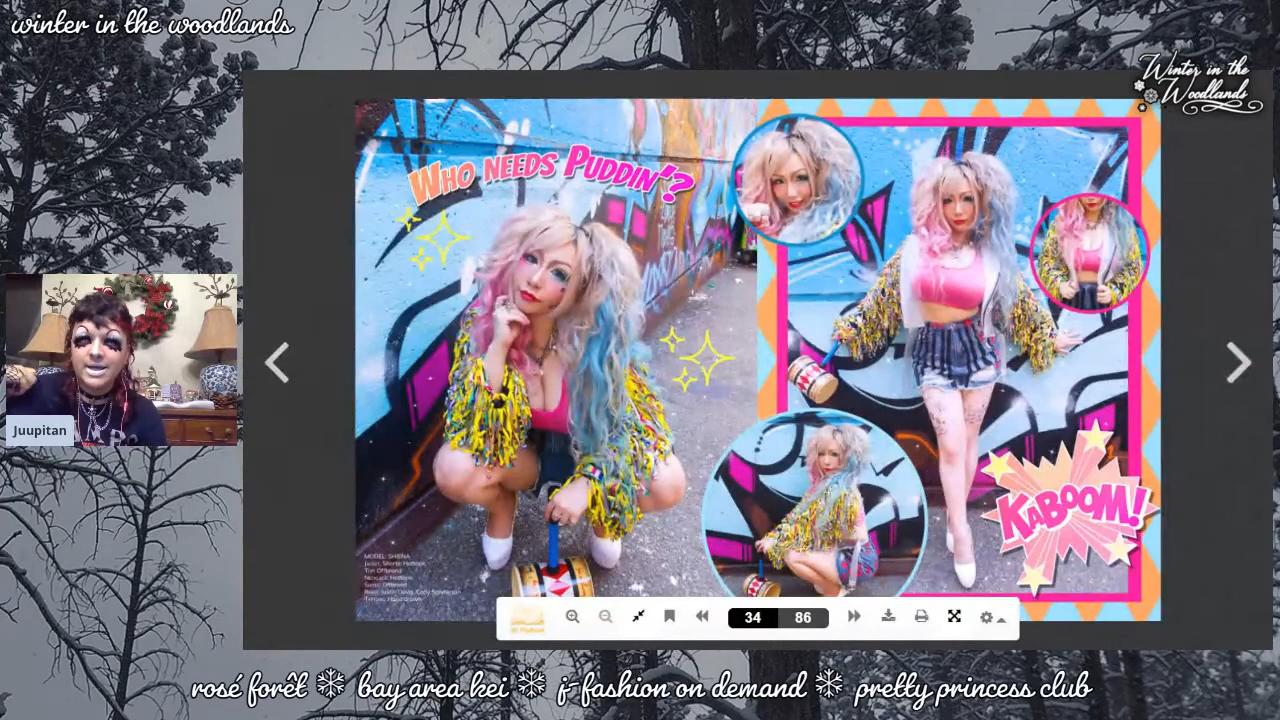 winter in the woodlands
Winter in the
Woodlands
WHO NEEDS PUDDIN'?
KABOOM!
Juupitan
MODEL: SHEENA
34 86
rosé forêt ❄ bay area kei ❄ j-fashion on demand ❄ pretty princess club